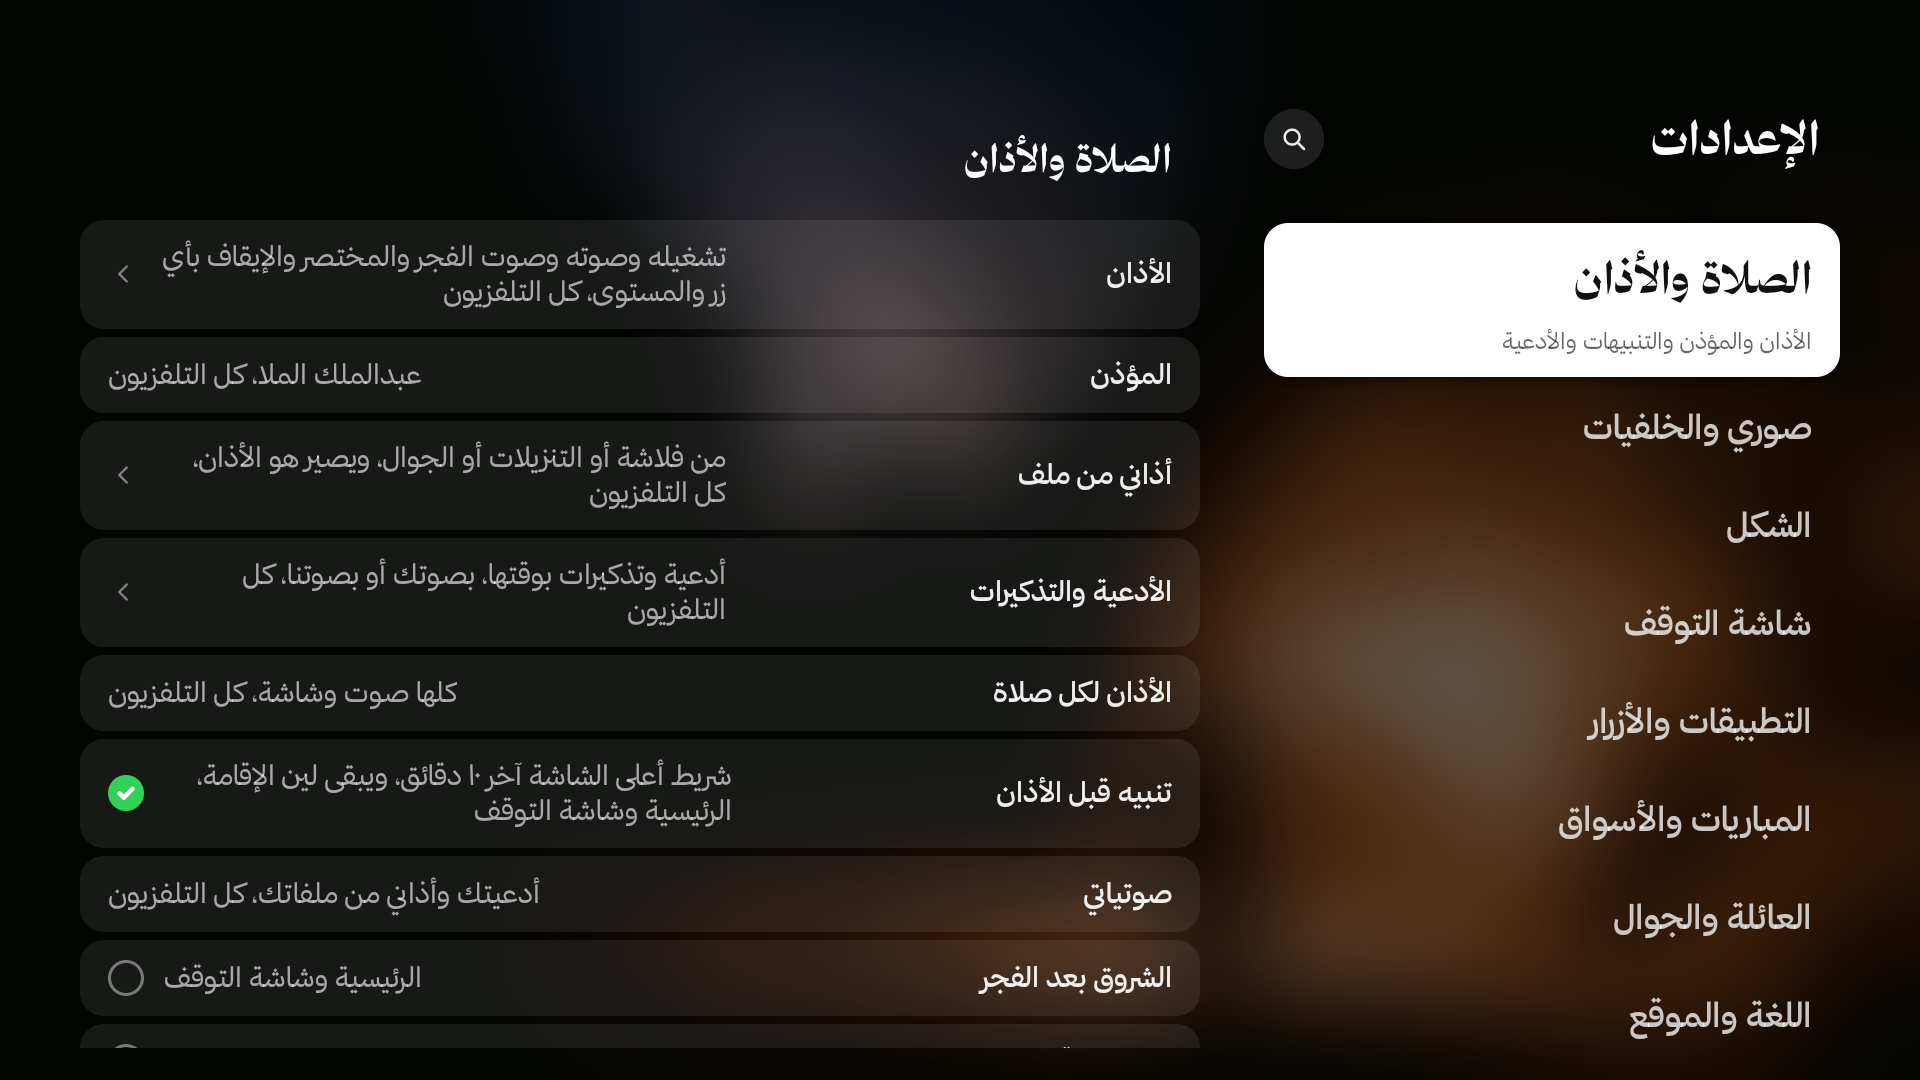 الإعدادات
الصلاة والأذان
الأذان والمؤذن والتنبيهات والأدعية
صوري والخلفيات
الشكل
شاشة التوقف
التطبيقات والأزرار
المباريات والأسواق
العائلة والجوال
اللغة والموقع
الصلاة والأذان
الأذان
تشغيله وصوته وصوت الفجر والمختصر والإيقاف بأي
زر والمستوى، كل التلفزيون
المؤذن
عبدالملك الملا، كل التلفزيون
أذاني من ملف
من فلاشة أو التنزيلات أو الجوال، ويصير هو الأذان،
كل التلفزيون
الأدعية والتذكيرات
أدعية وتذكيرات بوقتها، بصوتك أو بصوتنا، كل
التلفزيون
الأذان لكل صلاة
كلها صوت وشاشة، كل التلفزيون
تنبيه قبل الأذان
شريط أعلى الشاشة آخر ١٠ دقائق، ويبقى لين الإقامة،
الرئيسية وشاشة التوقف
صوتياتي
أدعيتك وأذاني من ملفاتك، كل التلفزيون
الشروق بعد الفجر
الرئيسية وشاشة التوقف